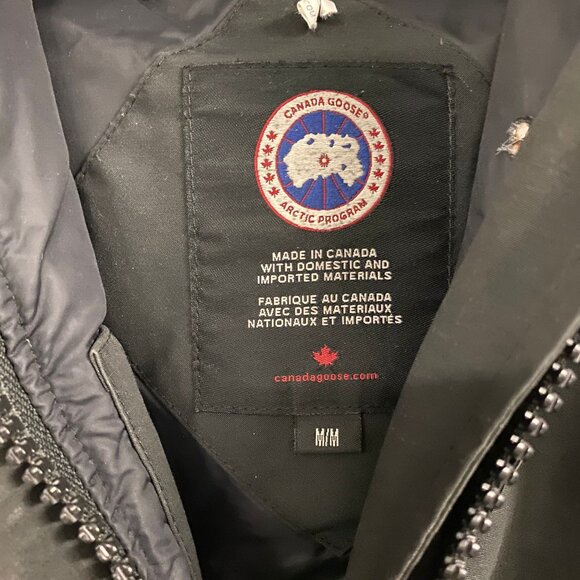 CANADA GOOSE®
ARCTIC PROGRAM
MADE IN CANADA
WITH DOMESTIC AND
IMPORTED MATERIALS
FABRIQUE AU CANADA
AVEC DES MATERIAUX
NATIONAUX ET IMPORTÉS
canadagoose.com
M/M